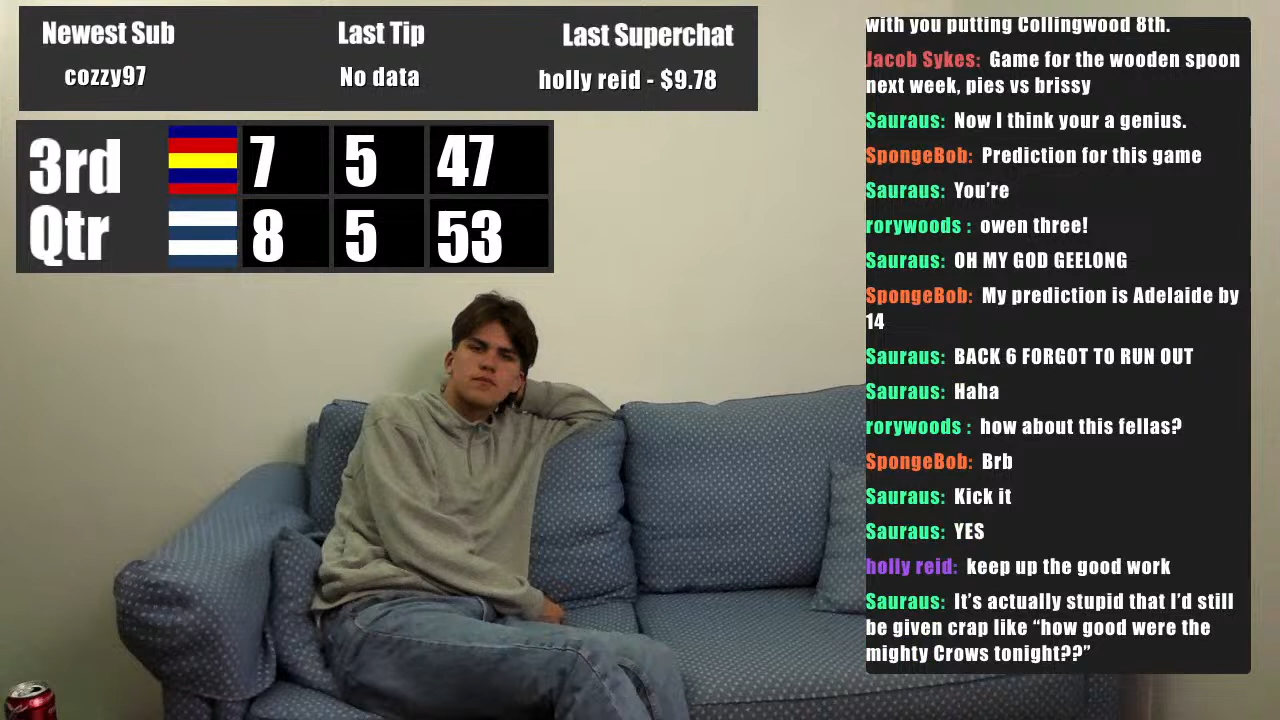 Newest Sub
Last Tip
Last Superchat
cozzy97
No data
holly reid - $9.78
3rd
Qtr
7 5 47
8 5 53
with you putting Collingwood 8th.
Jacob Sykes: Game for the wooden spoon
next week, pies vs brissy
Sauraus: Now I think your a genius.
SpongeBob: Prediction for this game
Sauraus: You're
rorywoods : owen three!
Sauraus: OH MY GOD GEELONG
SpongeBob: My prediction is Adelaide by
14
Sauraus: BACK 6 FORGOT TO RUN OUT
Sauraus: Haha
rorywoods : how about this fellas?
SpongeBob: Brb
Sauraus: Kick it
Sauraus: YES
holly reid: keep up the good work
Sauraus: It's actually stupid that I'd still
be given crap like “how good were the
mighty Crows tonight??”